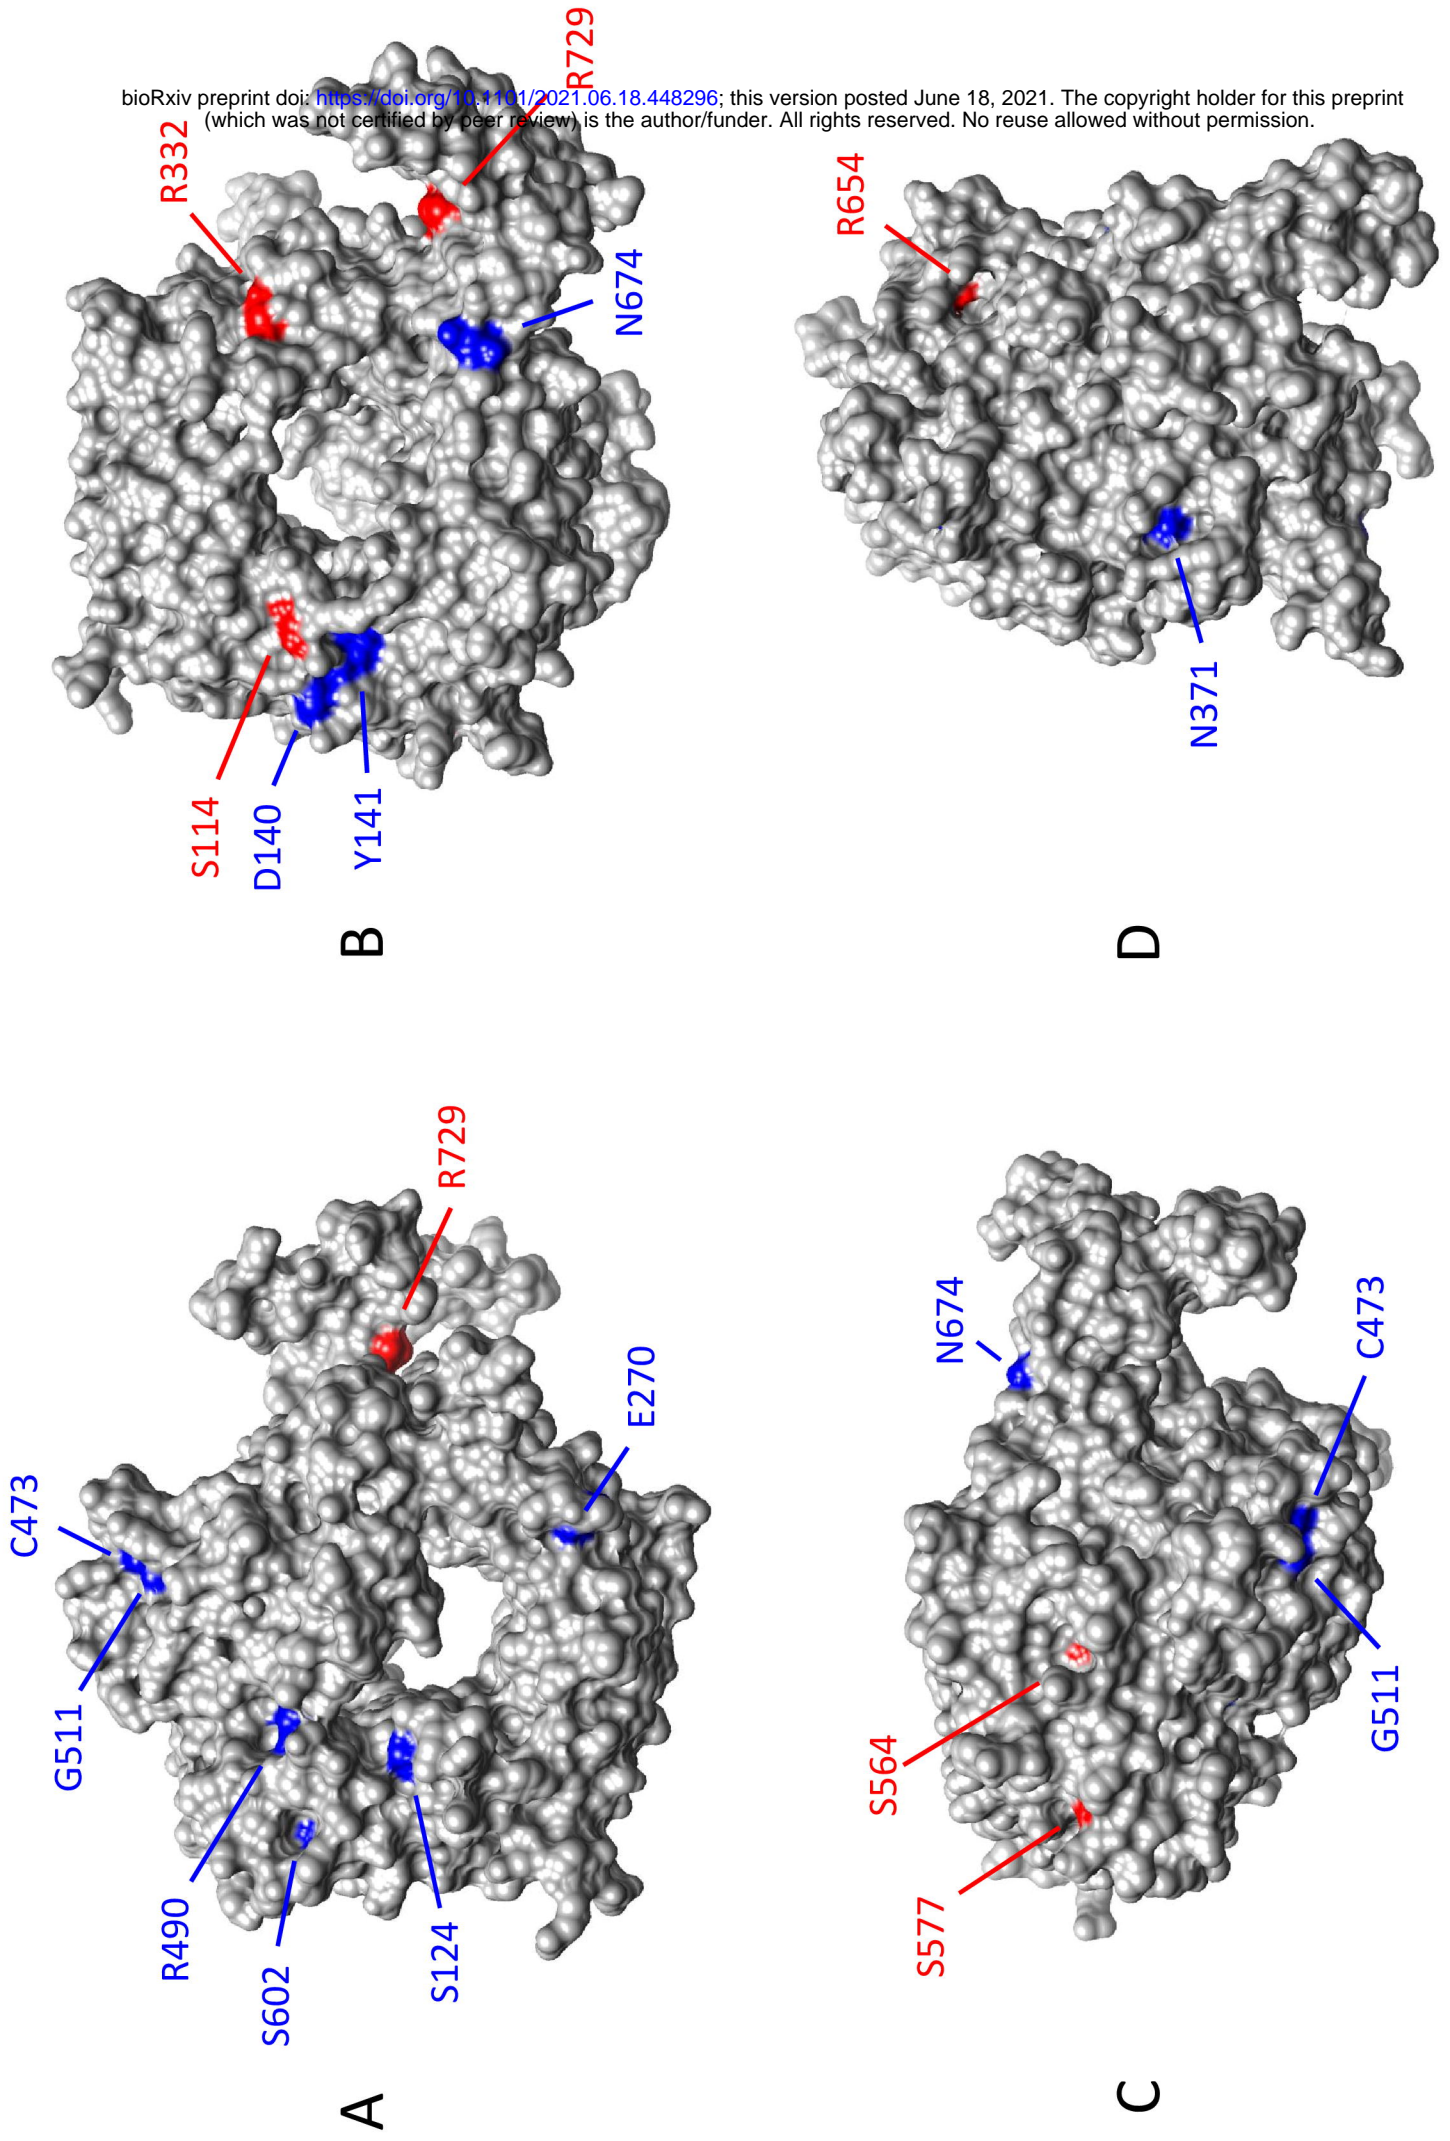 bioRxiv preprint doi: https://doi.org/10.1101/2021.06.18.448296; this version posted June 18, 2021. The copyright holder for this preprint
(which was not certified by peer review) is the author/funder. All rights reserved. No reuse allowed without permission.
A
C473
G511
R490
S602
S124
E270
R729
B
R332
R729
N674
S114
D140
Y141
C
N674
C473
G511
S564
S577
D
R654
N371